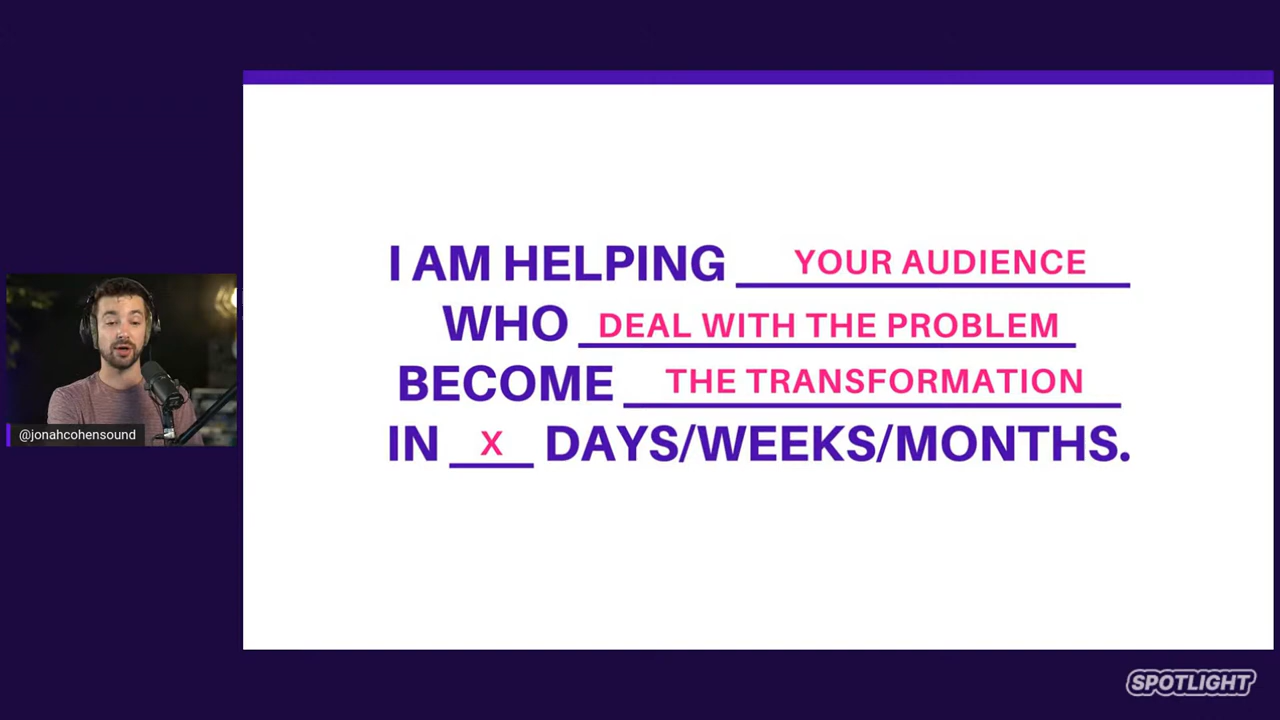 I AM HELPING YOUR AUDIENCE
WHO DEAL WITH THE PROBLEM
BECOME THE TRANSFORMATION
IN X DAYS/WEEKS/MONTHS.
@jonahcohensound
SPOTLIGHT